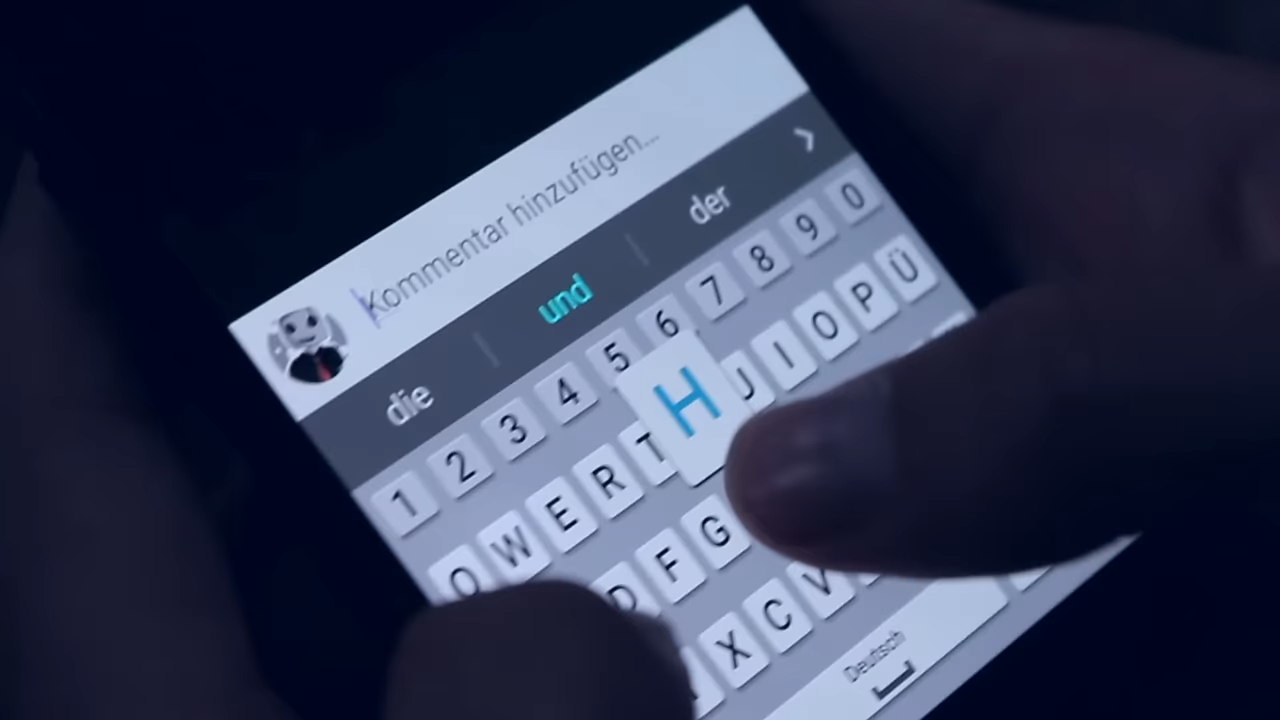 Kommentar hinzufügen...
die und der
1 2 3 4 5 6 7 8 9 0
Q W E R T J I O P Ü
H
D F G
X C V
Deutsch